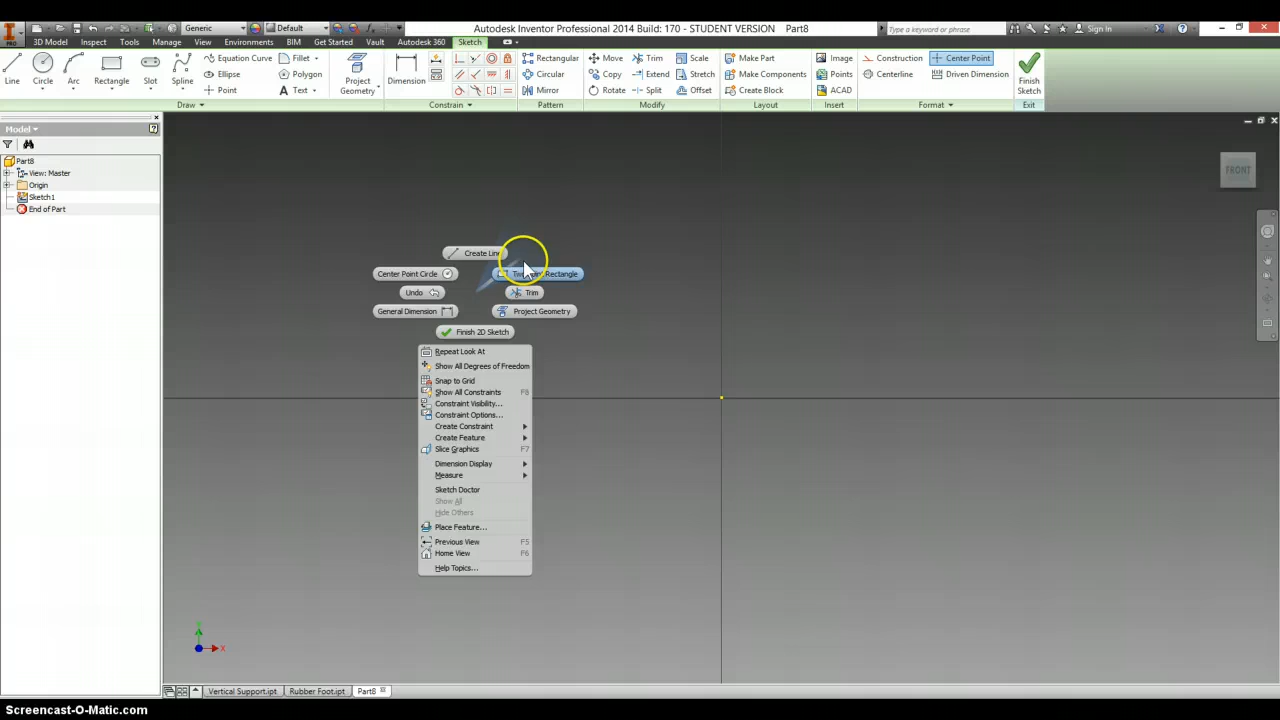 Generic
Default
Autodesk Inventor Professional 2014 Build: 170 - STUDENT VERSION Part8
Type a keyword or phrase
Sign In
PRO
3D Model Inspect Tools Manage View Environments BIM Get Started Vault Autodesk 360 Sketch
Line Circle Arc Rectangle Slot Spline
Equation Curve Fillet
Ellipse Polygon
Point Text
Project Geometry
Dimension
Rectangular
Circular
Mirror
Move Trim Scale
Copy Extend Stretch
Rotate Split Offset
Make Part
Make Components
Create Block
Image
Points
ACAD
Construction Center Point
Centerline Driven Dimension
Finish Sketch
Draw Constrain Pattern Modify Layout Insert Format Exit
Model
Part8
View: Master
Origin
Sketch1
End of Part
FRONT
Create Line
Center Point Circle
Two Point Rectangle
Undo
Trim
General Dimension
Project Geometry
Finish 2D Sketch
Repeat Look At
Show All Degrees of Freedom
Snap to Grid
Show All Constraints F8
Constraint Visibility...
Constraint Options...
Create Constraint
Create Feature
Slice Graphics F7
Dimension Display
Measure
Sketch Doctor
Show All
Hide Others
Place Feature...
Previous View F5
Home View F6
Help Topics...
Y
X
Vertical Support.ipt Rubber Foot.ipt Part8
Screencast-O-Matic.com